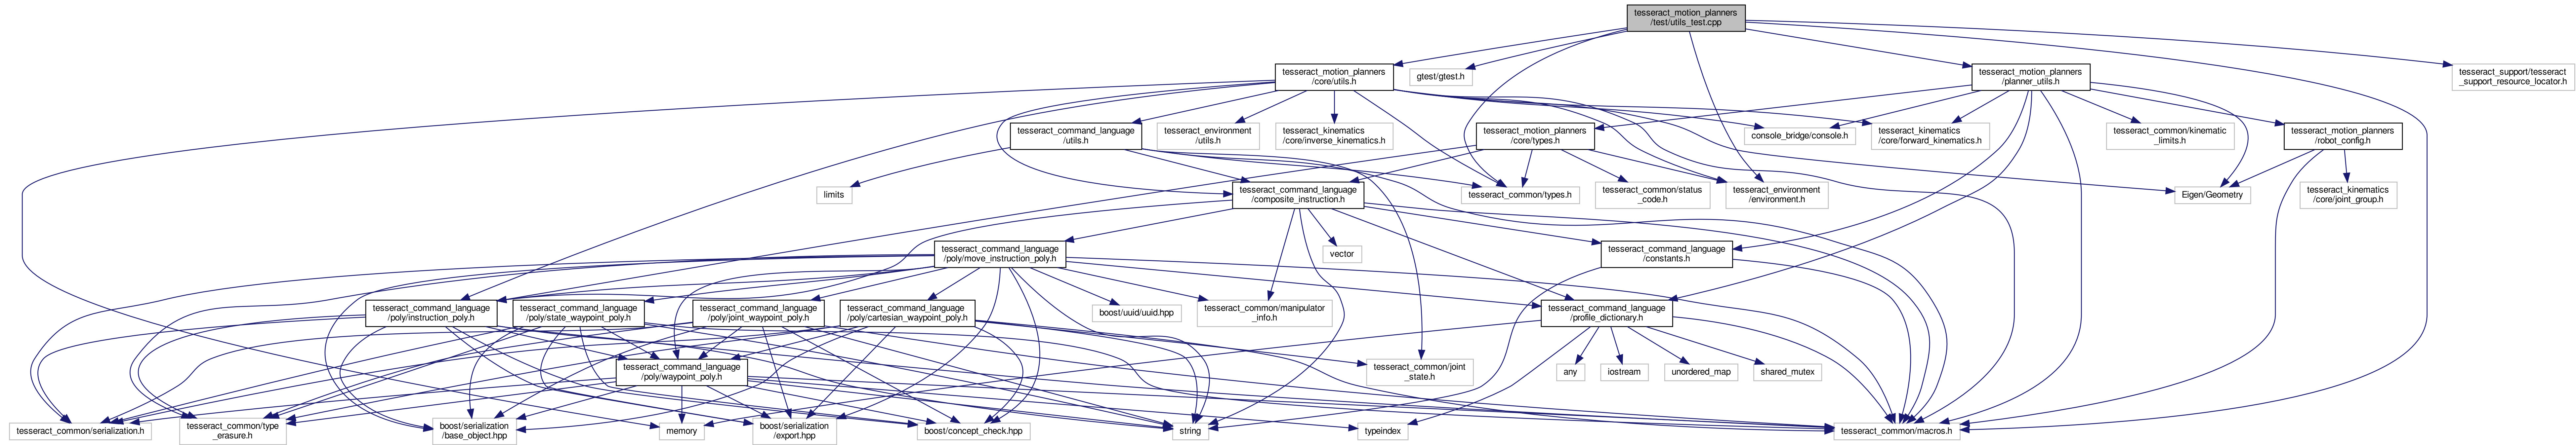 tesseract_motion_planners
/test/utils_test.cpp
tesseract_motion_planners
/core/utils.h
gtest/gtest.h
tesseract_motion_planners
/planner_utils.h
tesseract_support/tesseract
_support_resource_locator.h
tesseract_command_language
/utils.h
tesseract_environment
/utils.h
tesseract_kinematics
/core/inverse_kinematics.h
tesseract_motion_planners
/core/types.h
console_bridge/console.h
tesseract_kinematics
/core/forward_kinematics.h
tesseract_common/kinematic
_limits.h
tesseract_motion_planners
/robot_config.h
limits
tesseract_command_language
/composite_instruction.h
tesseract_common/types.h
tesseract_common/status
_code.h
tesseract_environment
/environment.h
Eigen/Geometry
tesseract_kinematics
/core/joint_group.h
tesseract_command_language
/poly/move_instruction_poly.h
vector
tesseract_command_language
/constants.h
tesseract_command_language
/poly/instruction_poly.h
tesseract_command_language
/poly/state_waypoint_poly.h
tesseract_command_language
/poly/joint_waypoint_poly.h
tesseract_command_language
/poly/cartesian_waypoint_poly.h
boost/uuid/uuid.hpp
tesseract_common/manipulator
_info.h
tesseract_command_language
/profile_dictionary.h
tesseract_command_language
/poly/waypoint_poly.h
tesseract_common/joint
_state.h
any
iostream
unordered_map
shared_mutex
tesseract_common/serialization.h
tesseract_common/type
_erasure.h
boost/serialization
/base_object.hpp
memory
boost/serialization
/export.hpp
boost/concept_check.hpp
string
typeindex
tesseract_common/macros.h